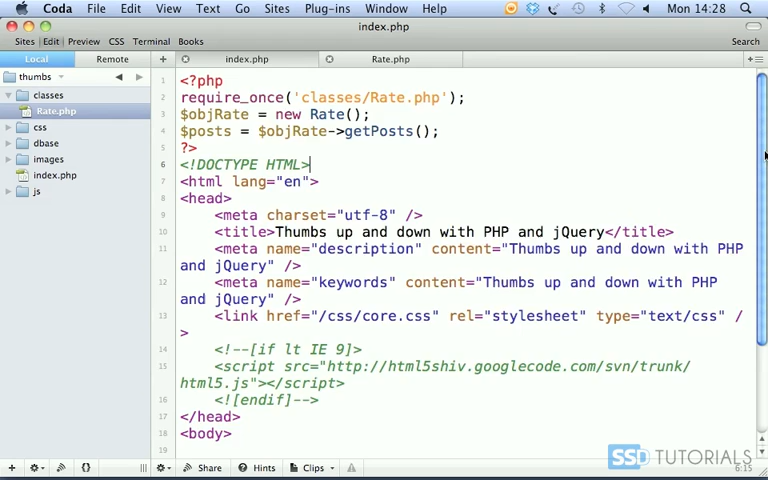 Coda File Edit View Text Go Sites Plug-ins Window Help Mon 14:28
index.php
Sites Edit Preview CSS Terminal Books Search
Local Remote + index.php Rate.php
thumbs
classes
Rate.php
css
dbase
images
index.php
js
1 <?php
2 require_once('classes/Rate.php');
3 $objRate = new Rate();
4 $posts = $objRate->getPosts();
5 ?>
6 <!DOCTYPE HTML>
7 <html lang="en">
8 <head>
9 <meta charset="utf-8" />
10 <title>Thumbs up and down with PHP and jQuery</title>
11 <meta name="description" content="Thumbs up and down with PHP
and jQuery" />
12 <meta name="keywords" content="Thumbs up and down with PHP
and jQuery" />
13 <link href="/css/core.css" rel="stylesheet" type="text/css" /
>
14 <!--[if lt IE 9]>
15 <script src="http://html5shiv.googlecode.com/svn/trunk/
html5.js"></script>
16 <![endif]-->
17 </head>
18 <body>
19
SSD TUTORIALS
+ {} Share Hints Clips 6:15